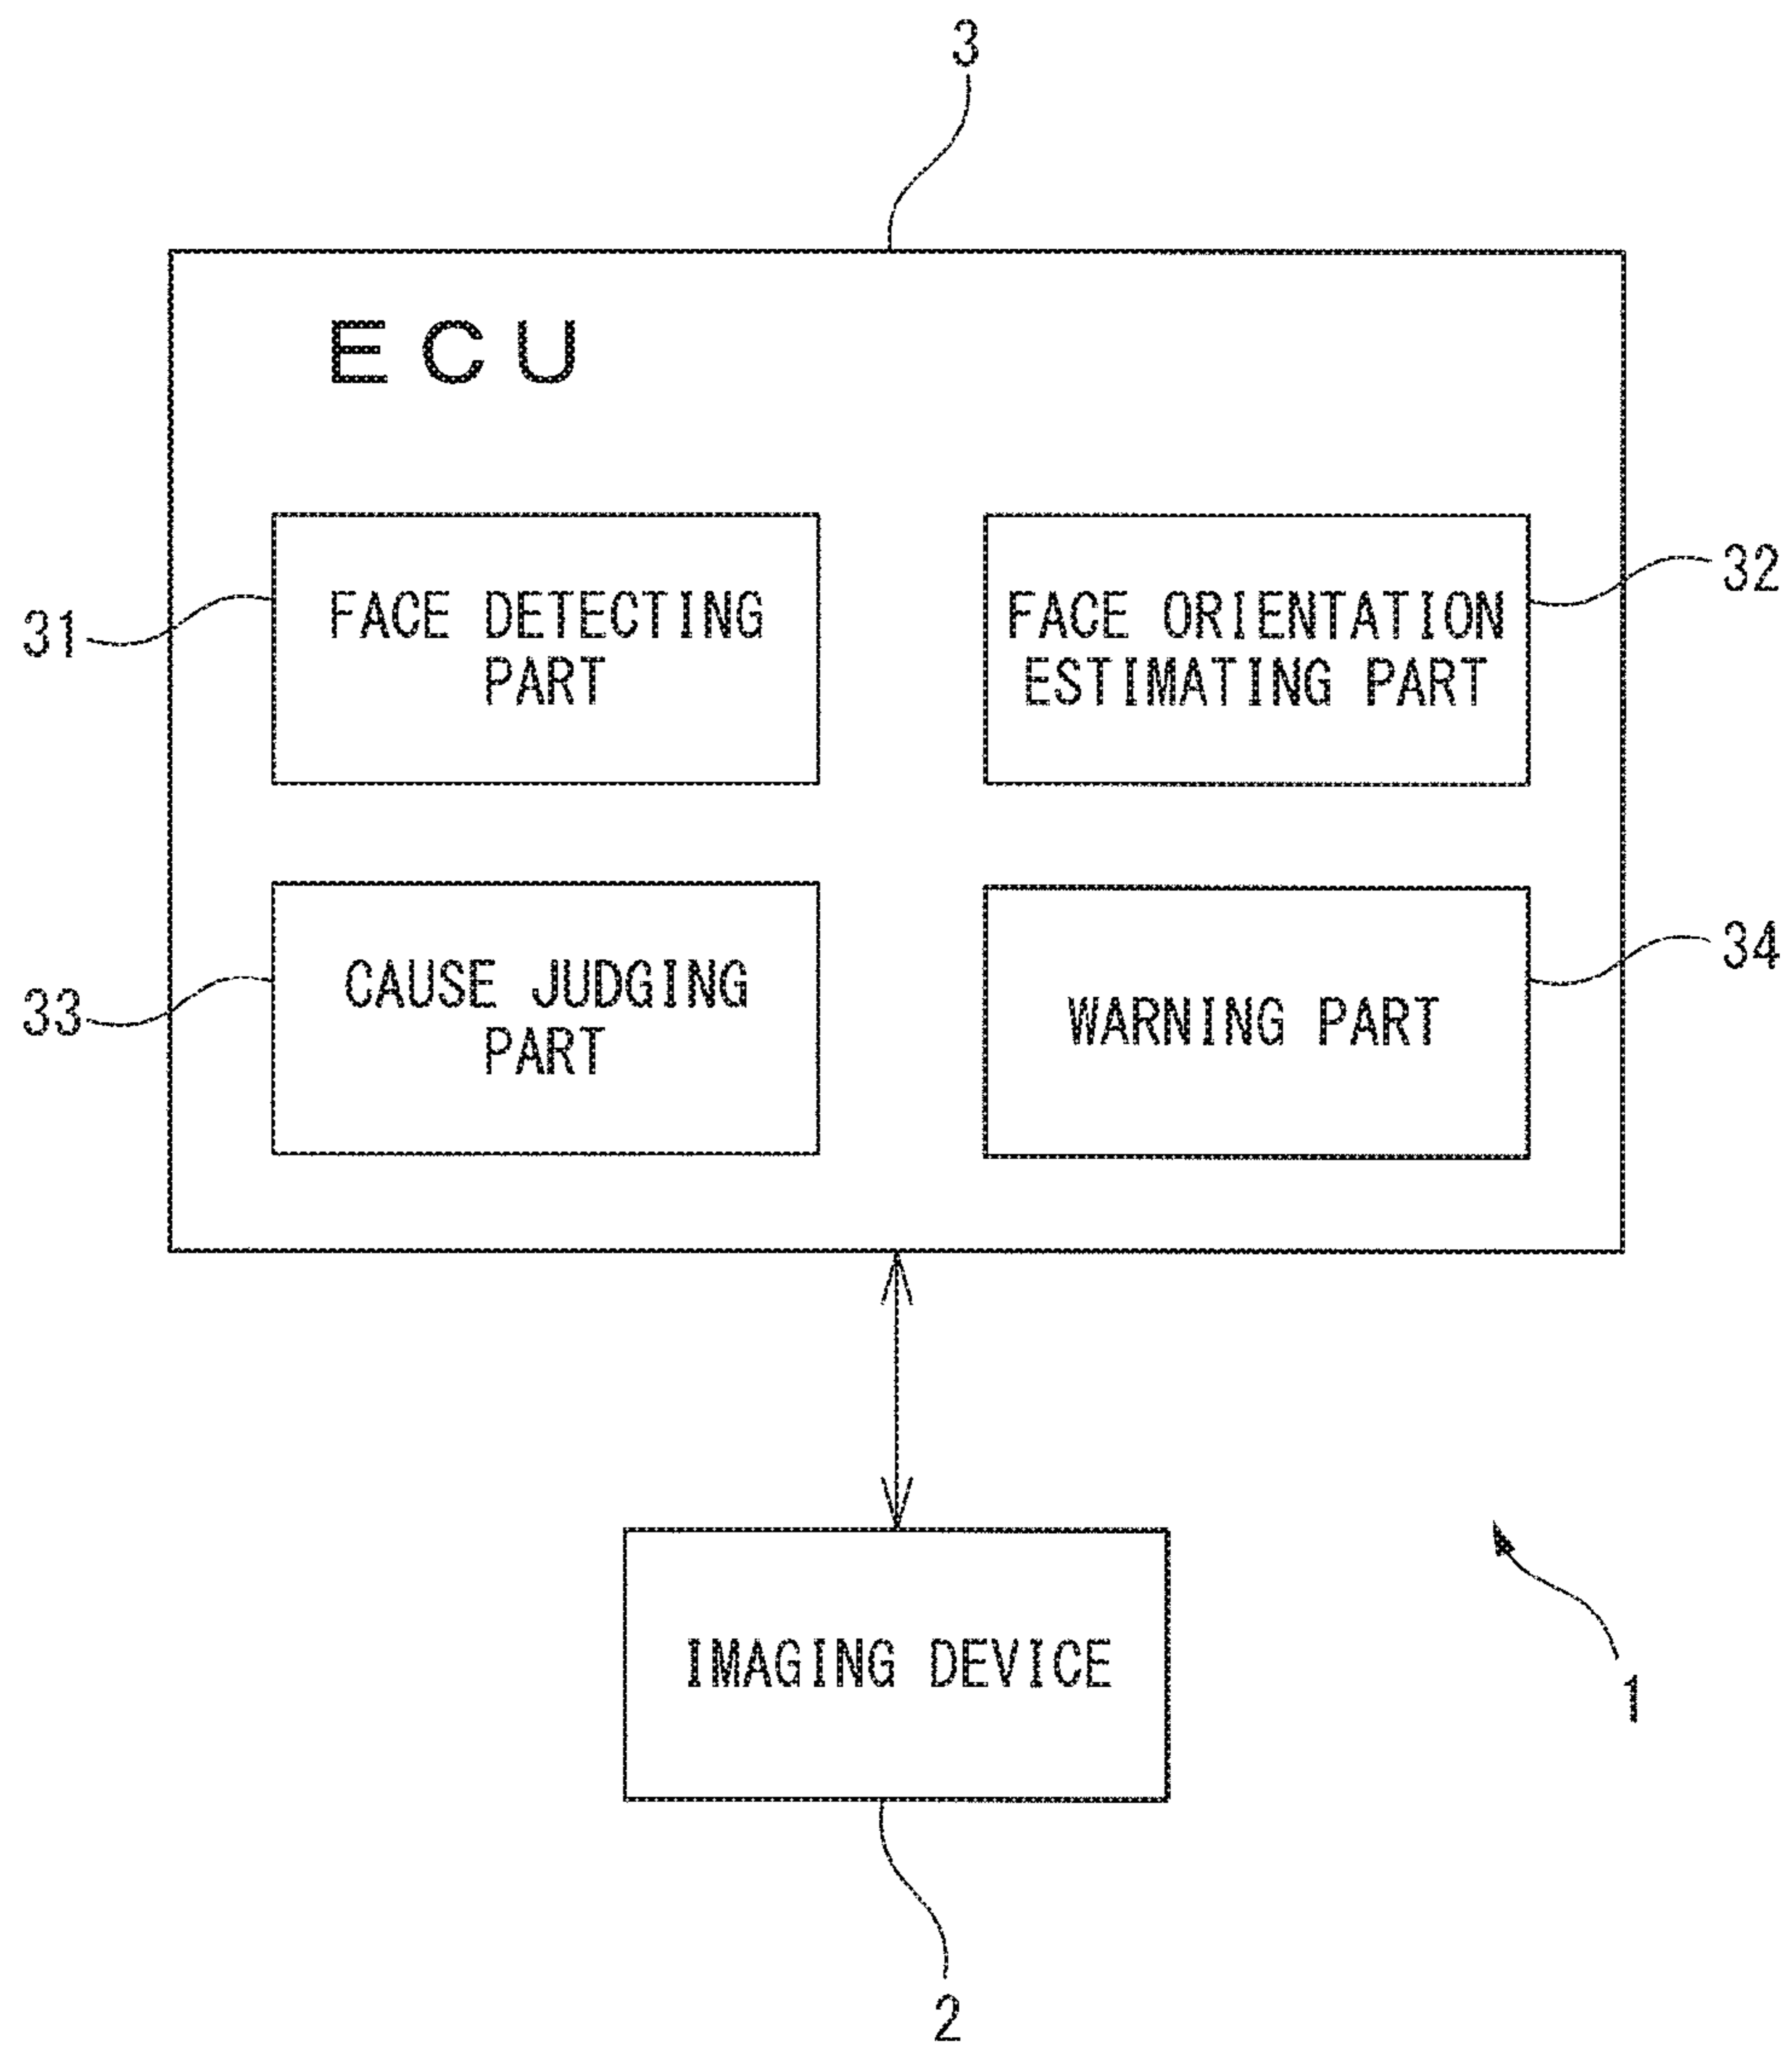 3
ECU
31
FACE DETECTING
PART
FACE ORIENTATION
ESTIMATING PART
32
33
CAUSE JUDGING
PART
WARNING PART
34
IMAGING DEVICE
1
2